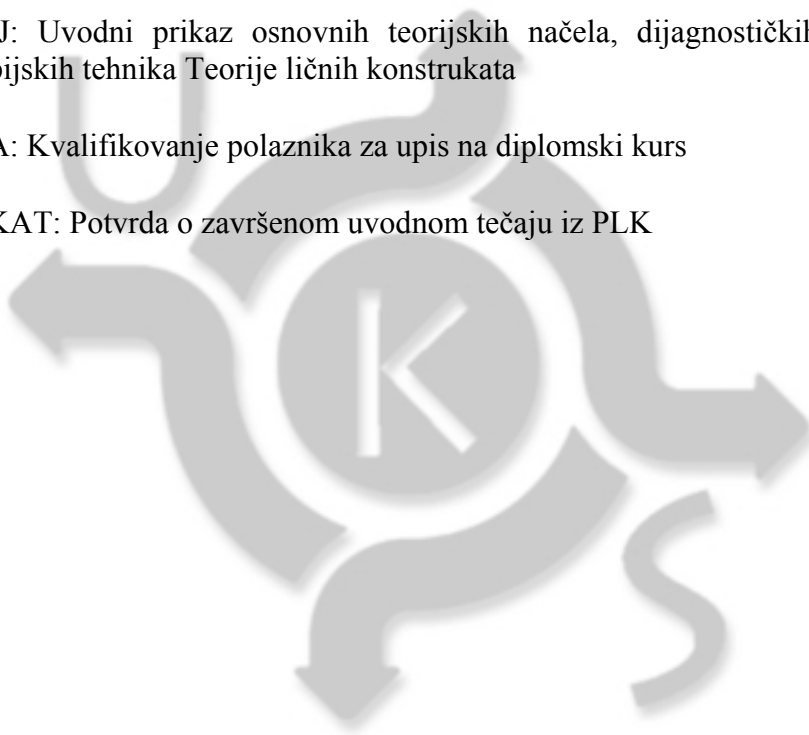 J: Uvodni prikaz osnovnih teorijskih načela, dijagnostičkih
pijskih tehnika Teorije ličnih konstrukata
A: Kvalifikovanje polaznika za upis na diplomski kurs
KAT: Potvrda o završenom uvodnom tečaju iz PLK
U
K
S